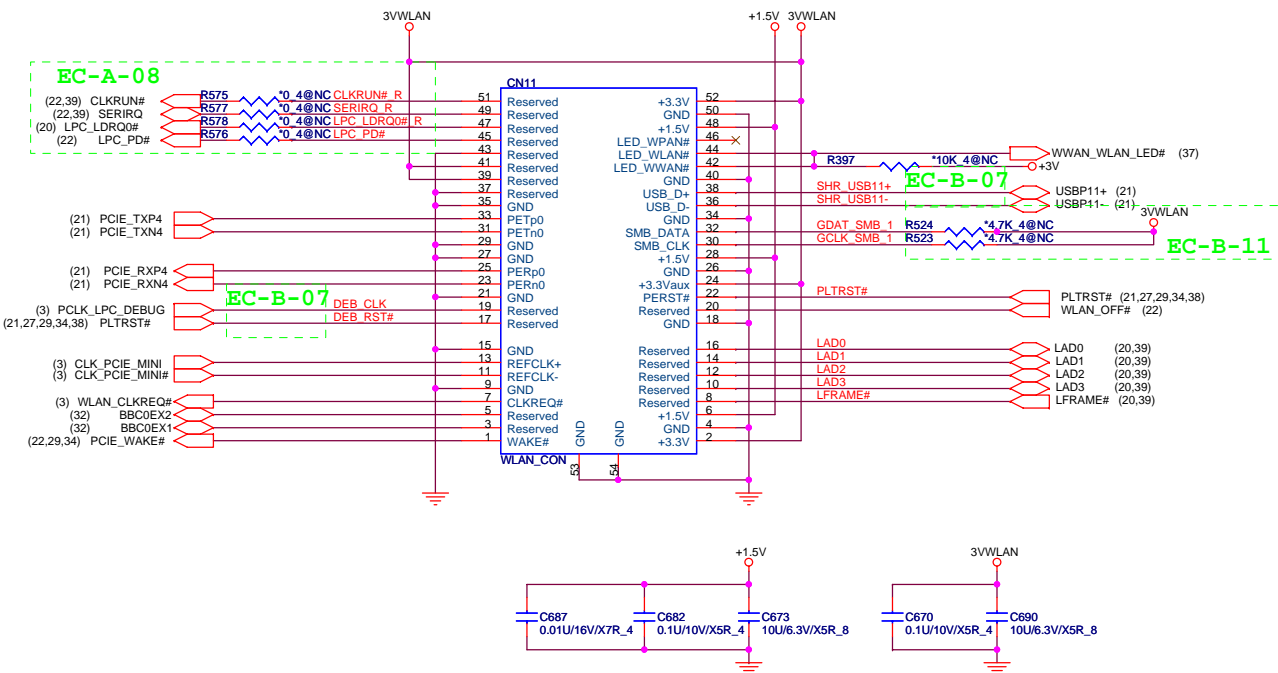 3VWLAN
+1.5V 3VWLAN
EC-A-08
CN11
(22,39) CLKRUN# R575 *0_4@NC CLKRUN#_R 51 Reserved
(22,39) SERIRQ R577 *0_4@NC SERIRQ_R 49 Reserved
(20) LPC_LDRQ0# R578 *0_4@NC LPC_LDRQ0#_R 47 Reserved
(22) LPC_PD# R576 *0_4@NC LPC_PD# 45 Reserved
43 Reserved
41 Reserved
39 Reserved
37 Reserved
35 GND
(21) PCIE_TXP4 33 PETp0
(21) PCIE_TXN4 31 PETn0
29 GND
27 GND
(21) PCIE_RXP4 25 PERp0
(21) PCIE_RXN4 23 PERn0
21 GND
EC-B-07
(3) PCLK_LPC_DEBUG DEB_CLK 19 Reserved
(21,27,29,34,38) PLTRST# DEB_RST# 17 Reserved
15 GND
(3) CLK_PCIE_MINI 13 REFCLK+
(3) CLK_PCIE_MINI# 11 REFCLK-
9 GND
(3) WLAN_CLKREQ# 7 CLKREQ#
(32) BBC0EX2 5 Reserved
(32) BBC0EX1 3 Reserved
(22,29,34) PCIE_WAKE# 1 WAKE#
WLAN_CON
GND 53
GND 54
+3.3V 52
GND 50
+1.5V 48
LED_WPAN# 46
LED_WLAN# 44 WWAN_WLAN_LED# (37)
LED_WWAN# 42 R397 *10K_4@NC +3V
GND 40
EC-B-07
USB_D+ 38 SHR_USB11+ USBP11+ (21)
USB_D- 36 SHR_USB11- USBP11- (21)
GND 34
3VWLAN
SMB_DATA 32 GDAT_SMB_1 R524 *4.7K_4@NC
SMB_CLK 30 GCLK_SMB_1 R523 *4.7K_4@NC
EC-B-11
+1.5V 28
GND 26
+3.3Vaux 24
PERST# 22 PLTRST# PLTRST# (21,27,29,34,38)
Reserved 20 WLAN_OFF# (22)
GND 18
Reserved 16 LAD0 LAD0 (20,39)
Reserved 14 LAD1 LAD1 (20,39)
Reserved 12 LAD2 LAD2 (20,39)
Reserved 10 LAD3 LAD3 (20,39)
Reserved 8 LFRAME# LFRAME# (20,39)
+1.5V 6
GND 4
+3.3V 2
+1.5V
C687 0.01U/16V/X7R_4
C682 0.1U/10V/X5R_4
C673 10U/6.3V/X5R_8
3VWLAN
C670 0.1U/10V/X5R_4
C690 10U/6.3V/X5R_8